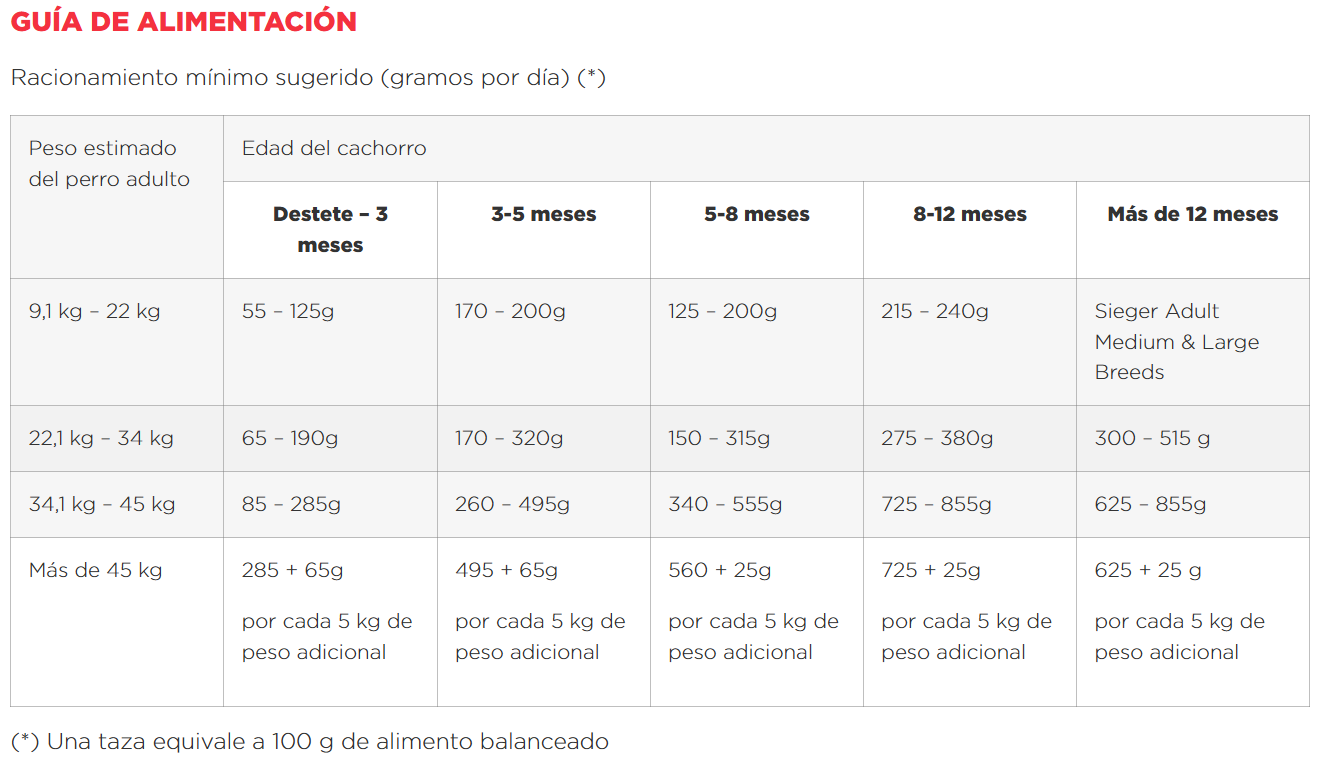 GUÍA DE ALIMENTACIÓN
Racionamiento mínimo sugerido (gramos por día) (*)
Peso estimado
del perro adulto
Edad del cachorro
Destete – 3
meses
3-5 meses
5-8 meses
8-12 meses
Más de 12 meses
9,1 kg – 22 kg
55 – 125g
170 – 200g
125 – 200g
215 – 240g
Sieger Adult
Medium & Large
Breeds
22,1 kg – 34 kg
65 – 190g
170 – 320g
150 – 315g
275 – 380g
300 – 515 g
34,1 kg – 45 kg
85 – 285g
260 – 495g
340 – 555g
725 – 855g
625 – 855g
Más de 45 kg
285 + 65g
por cada 5 kg de
peso adicional
495 + 65g
por cada 5 kg de
peso adicional
560 + 25g
por cada 5 kg de
peso adicional
725 + 25g
por cada 5 kg de
peso adicional
625 + 25 g
por cada 5 kg de
peso adicional
(*) Una taza equivale a 100 g de alimento balanceado